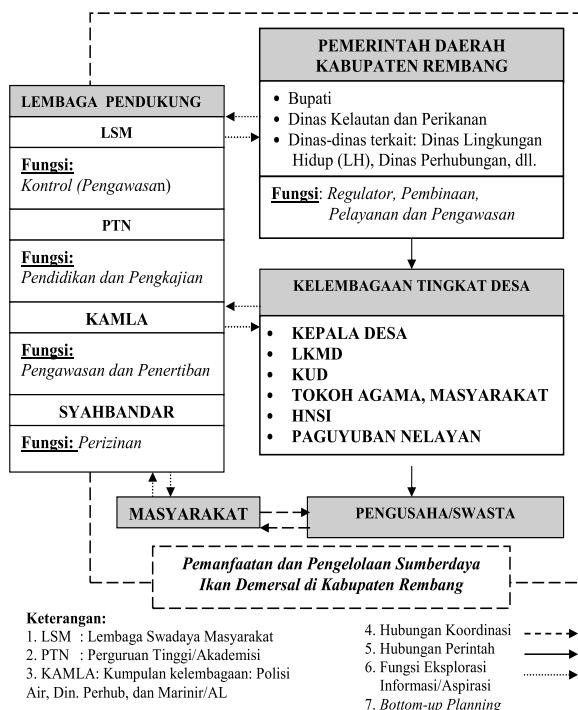 PEMERINTAH DAERAH
KABUPATEN REMBANG
• Bupati
• Dinas Kelautan dan Perikanan
• Dinas-dinas terkait: Dinas Lingkungan
Hidup (LH), Dinas Perhubungan, dll.
Fungsi: Regulator, Pembinaan,
Pelayanan dan Pengawasan
LEMBAGA PENDUKUNG
LSM
Fungsi:
Kontrol (Pengawasan)
PTN
Fungsi:
Pendidikan dan Pengkajian
KAMLA
Fungsi:
Pengawasan dan Penertiban
SYAHBANDAR
Fungsi: Perizinan
KELEMBAGAAN TINGKAT DESA
• KEPALA DESA
• LKMD
• KUD
• TOKOH AGAMA, MASYARAKAT
• HNSI
• PAGUYUBAN NELAYAN
MASYARAKAT
PENGUSAHA/SWASTA
Pemanfaatan dan Pengelolaan Sumberdaya
Ikan Demersal di Kabupaten Rembang
Keterangan:
1. LSM : Lembaga Swadaya Masyarakat
2. PTN : Perguruan Tinggi/Akademisi
3. KAMLA: Kumpulan kelembagaan: Polisi
Air, Din. Perhub, dan Marinir/AL
4. Hubungan Koordinasi
5. Hubungan Perintah
6. Fungsi Eksplorasi
Informasi/Aspirasi
7. Bottom-up Planning